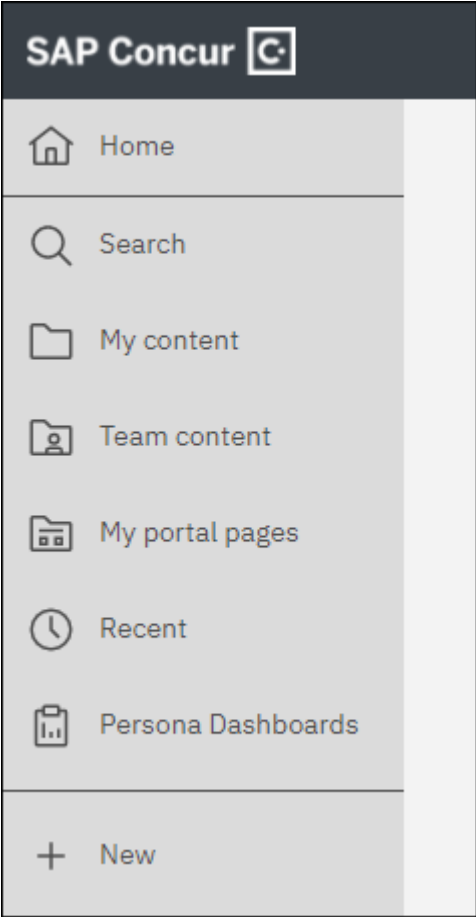 SAP Concur C
Home
Search
My content
Team content
My portal pages
Recent
Persona Dashboards
New